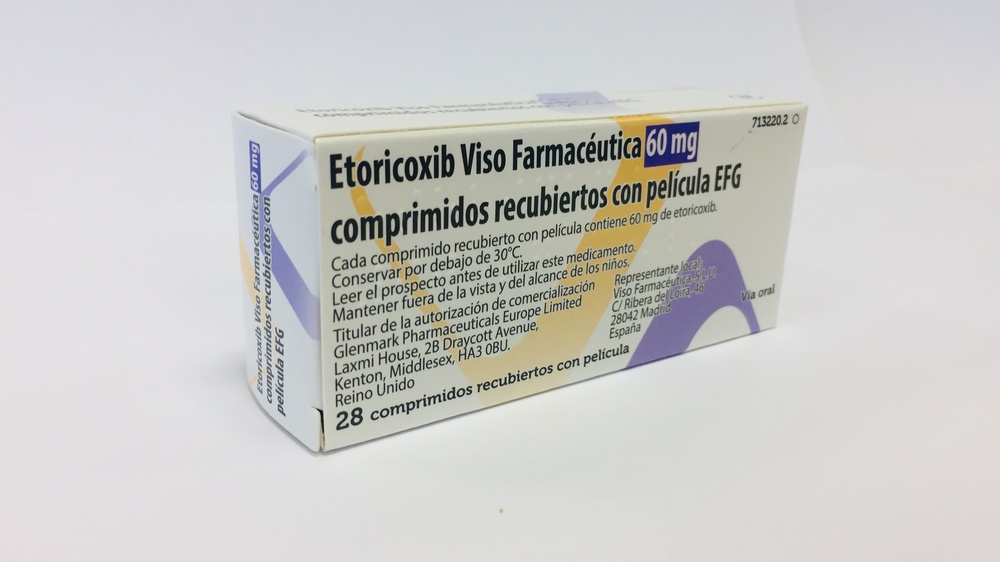 Etoricoxib Viso Farmacéutica 60 mg
comprimidos recubiertos con película EFG
713220.2
Cada comprimido recubierto con película contiene 60 mg de etoricoxib.
Conservar por debajo de 30°C.
Leer el prospecto antes de utilizar este medicamento.
Mantener fuera de la vista y del alcance de los niños.
Titular de la autorización de comercialización
Glenmark Pharmaceuticals Europe Limited
Laxmi House, 2B Draycott Avenue,
Kenton, Middlesex, HA3 0BU.
Reino Unido
Representante local:
Viso Farmacéutica, S.L.U.
C/ Ribera del Loira, 46
28042 Madrid
España
Vía oral
28 comprimidos recubiertos con película
Etoricoxib Viso Farmacéutica 60 mg
comprimidos recubiertos con
película EFG